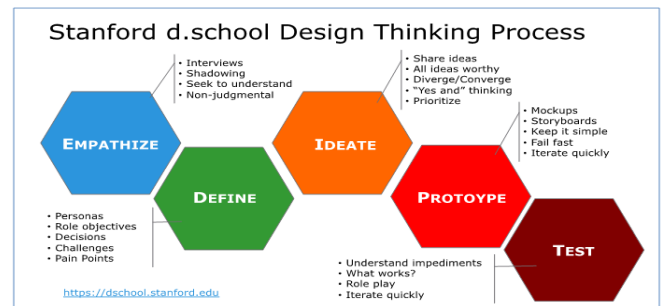 Stanford d.school Design Thinking Process
• Interviews
• Shadowing
• Seek to understand
• Non-judgmental
EMPATHIZE
• Personas
• Role objectives
• Decisions
• Challenges
• Pain Points
DEFINE
• Share ideas
• All ideas worthy
• Diverge/Converge
• “Yes and” thinking
• Prioritize
IDEATE
• Mockups
• Storyboards
• Keep it simple
• Fail fast
• Iterate quickly
PROTOYPE
• Understand impediments
• What works?
• Role play
• Iterate quickly
TEST
https://dschool.stanford.edu